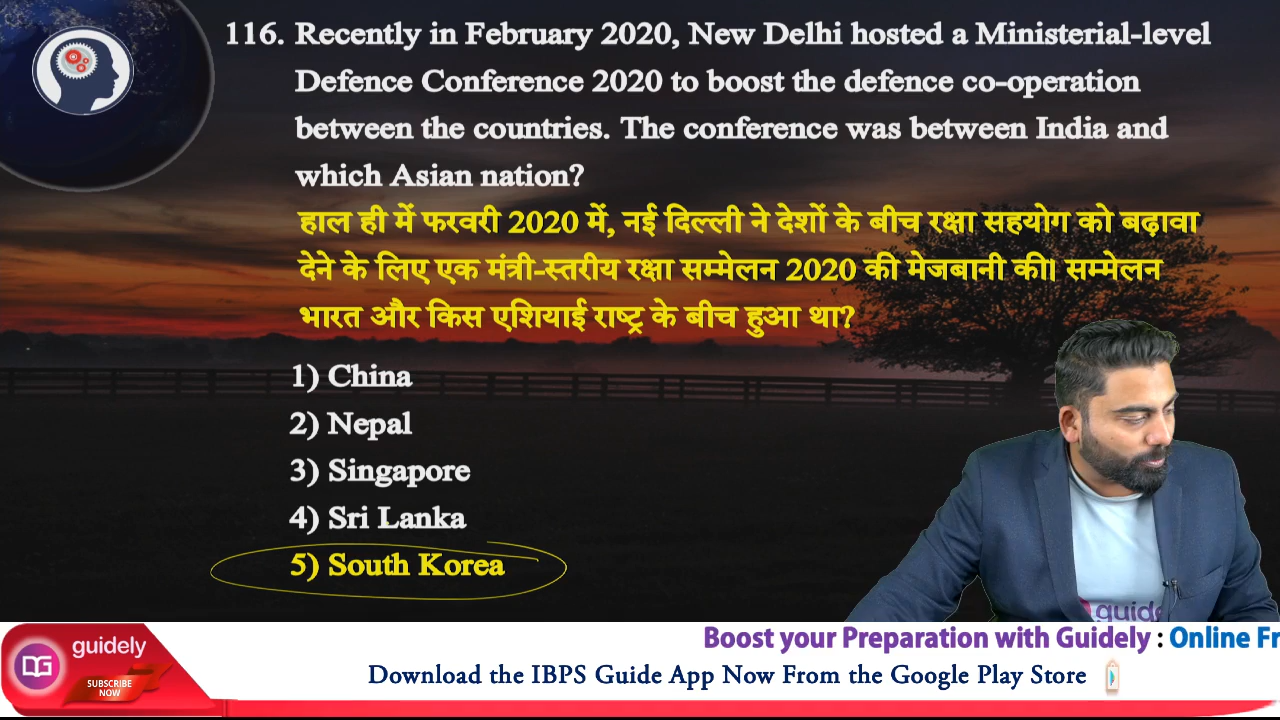 116. Recently in February 2020, New Delhi hosted a Ministerial-level
Defence Conference 2020 to boost the defence co-operation
between the countries. The conference was between India and
which Asian nation?
हाल ही में फरवरी 2020 में, नई दिल्ली ने देशों के बीच रक्षा सहयोग को बढ़ावा
देने के लिए एक मंत्री-स्तरीय रक्षा सम्मेलन 2020 की मेजबानी की। सम्मेलन
भारत और किस एशियाई राष्ट्र के बीच हुआ था?
1) China
2) Nepal
3) Singapore
4) Sri Lanka
5) South Korea
guide
guidely
SUBSCRIBE
NOW
Boost your Preparation with Guidely : Online Fr
Download the IBPS Guide App Now From the Google Play Store